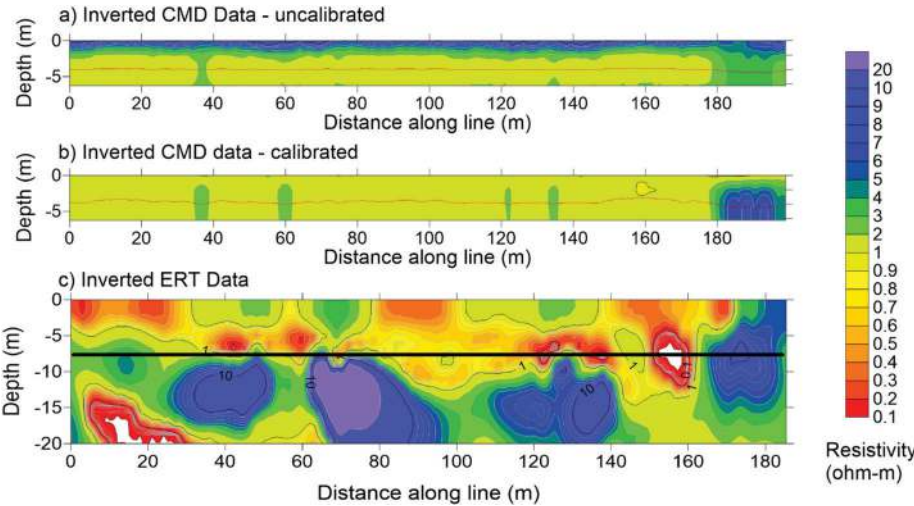 a) Inverted CMD Data - uncalibrated
Depth (m)
0
-5
0 20 40 60 80 100 120 140 160 180
Distance along line (m)
b) Inverted CMD data - calibrated
Depth (m)
0
-5
0 20 40 60 80 100 120 140 160 180
Distance along line (m)
c) Inverted ERT Data
Depth (m)
0
-5
-10
-15
-20
1
10
10
1
1
10
1
0.1
1
0 20 40 60 80 100 120 140 160 180
Distance along line (m)
20
10
9
8
7
6
5
4
3
2
1
0.9
0.8
0.7
0.6
0.5
0.4
0.3
0.2
0.1
Resistivity
(ohm-m)